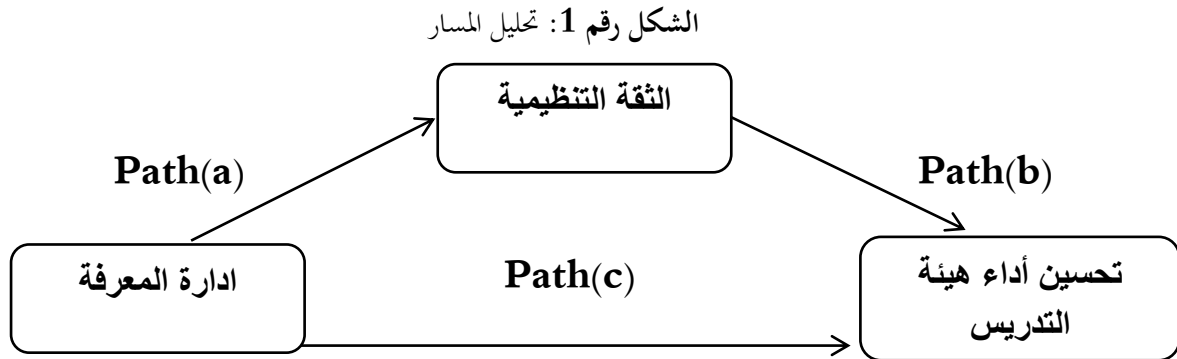 الشكل رقم 1: تحليل المسار
الثقة التنظيمية
Path(a)
Path(b)
ادارة المعرفة
Path(c)
تحسين أداء هيئة
التدريس